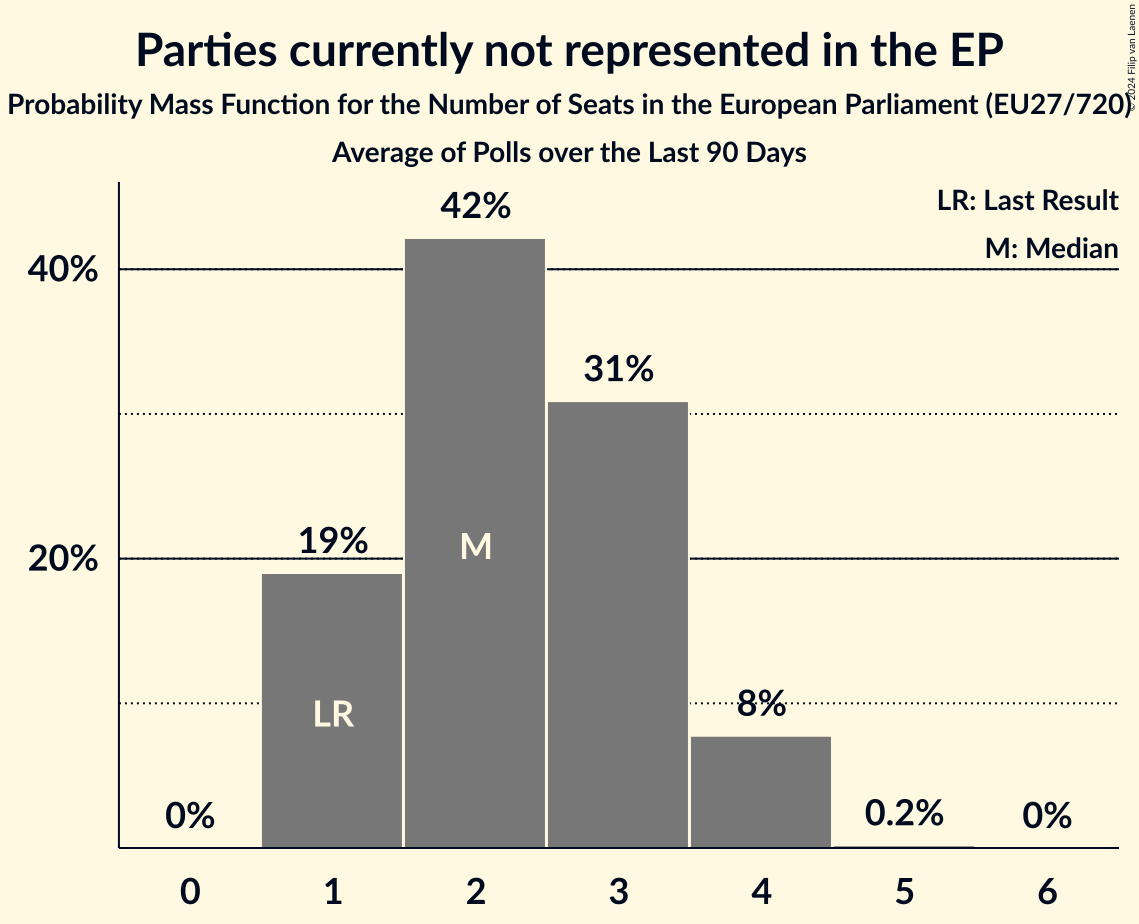 Parties currently not represented in the EP
Probability Mass Function for the Number of Seats in the European Parliament (EU27/720)
Average of Polls over the Last 90 Days
© 2024 Filip van Laenen
LR: Last Result
M: Median
40%
20%
0%
19%
42%
31%
8%
0.2%
0%
LR
M
0 1 2 3 4 5 6